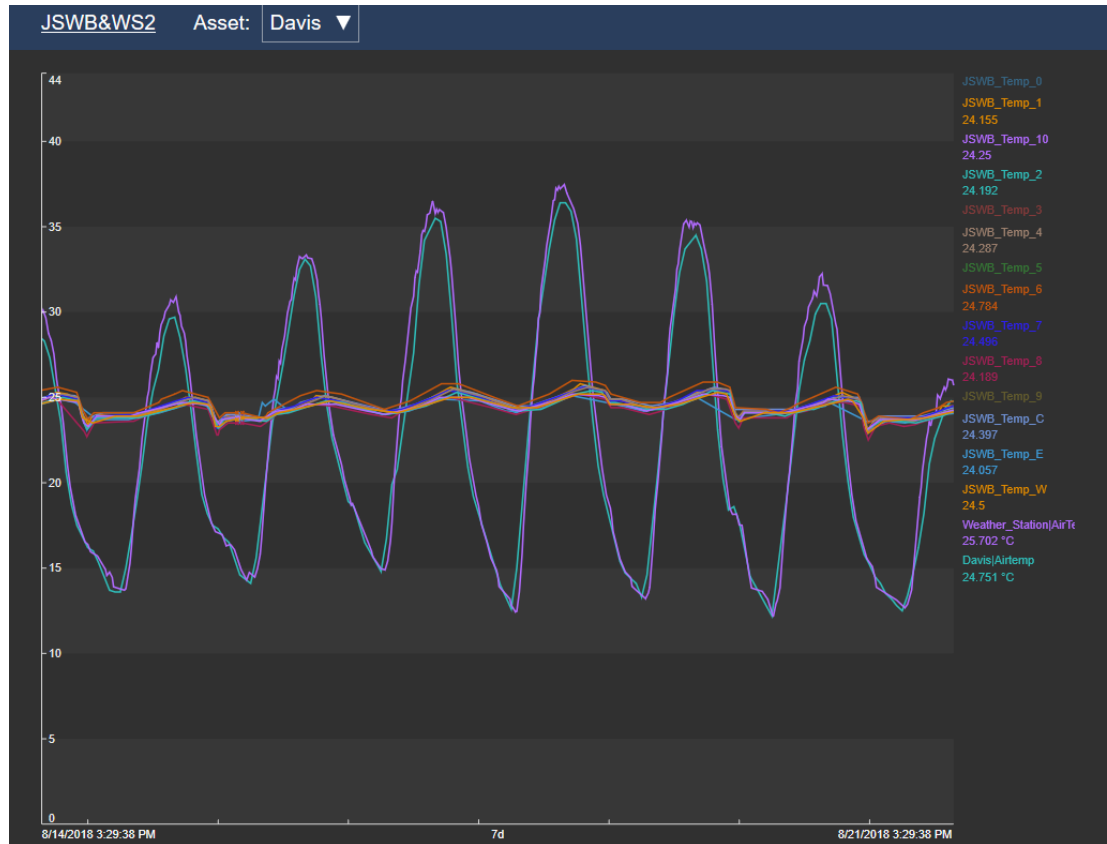 JSWB&WS2 Asset: Davis ▼
44
40
35
30
25
20
15
10
5
0
8/14/2018 3:29:38 PM 7d 8/21/2018 3:29:38 PM
JSWB_Temp_0
JSWB_Temp_1
24.155
JSWB_Temp_10
24.25
JSWB_Temp_2
24.192
JSWB_Temp_3
JSWB_Temp_4
24.287
JSWB_Temp_5
JSWB_Temp_6
24.784
JSWB_Temp_7
24.496
JSWB_Temp_8
24.189
JSWB_Temp_9
JSWB_Temp_C
24.397
JSWB_Temp_E
24.057
JSWB_Temp_W
24.5
Weather_Station|AirTe
25.702 °C
Davis|Airtemp
24.751 °C